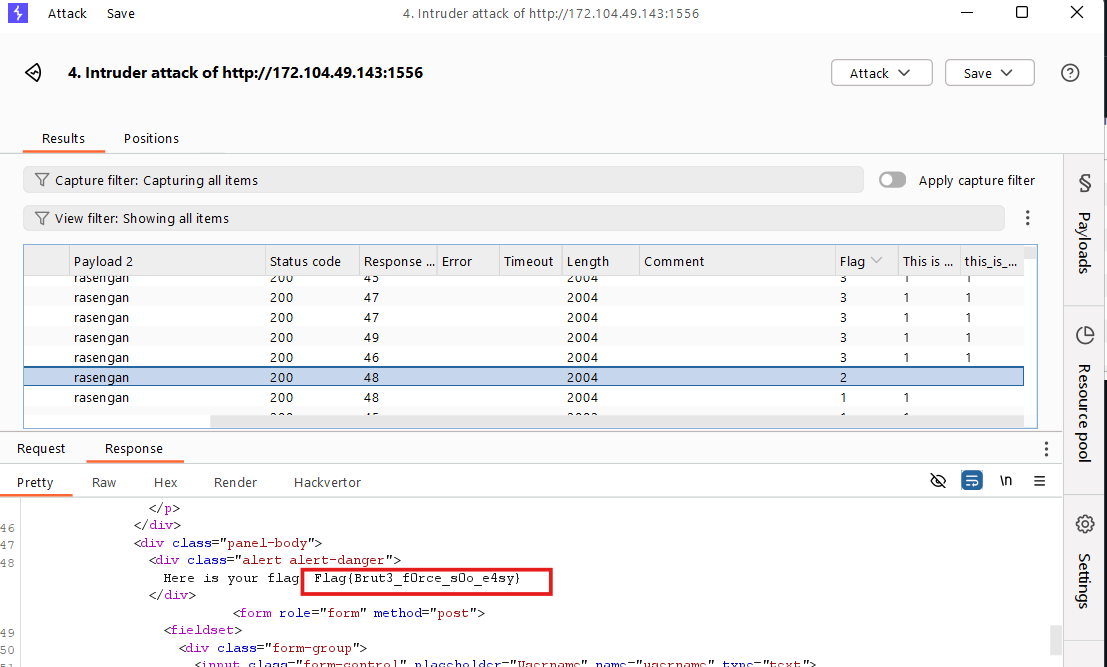 Attack Save 4. Intruder attack of http://172.104.49.143:1556
4. Intruder attack of http://172.104.49.143:1556 Attack Save
Results Positions
Capture filter: Capturing all items Apply capture filter
View filter: Showing all items
Payload 2 Status code Response ... Error Timeout Length Comment Flag This is ... this_is_...
rasengan 200 45 2004 3 1 1
rasengan 200 47 2004 3 1 1
rasengan 200 47 2004 3 1 1
rasengan 200 49 2004 3 1 1
rasengan 200 46 2004 3 1 1
rasengan 200 48 2004 2
rasengan 200 48 2004 1 1
Payloads
Resource pool
Settings
Request Response
Pretty Raw Hex Render Hackvertor \n
</p>
46 </div>
47 <div class="panel-body">
48 <div class="alert alert-danger">
Here is your flag Flag{Brut3_f0rce_s0o_e4sy}
</div>
<form role="form" method="post">
49 <fieldset>
50 <div class="form-group">
51 <input class="form-control" placeholder="Username" name="username" type="text">